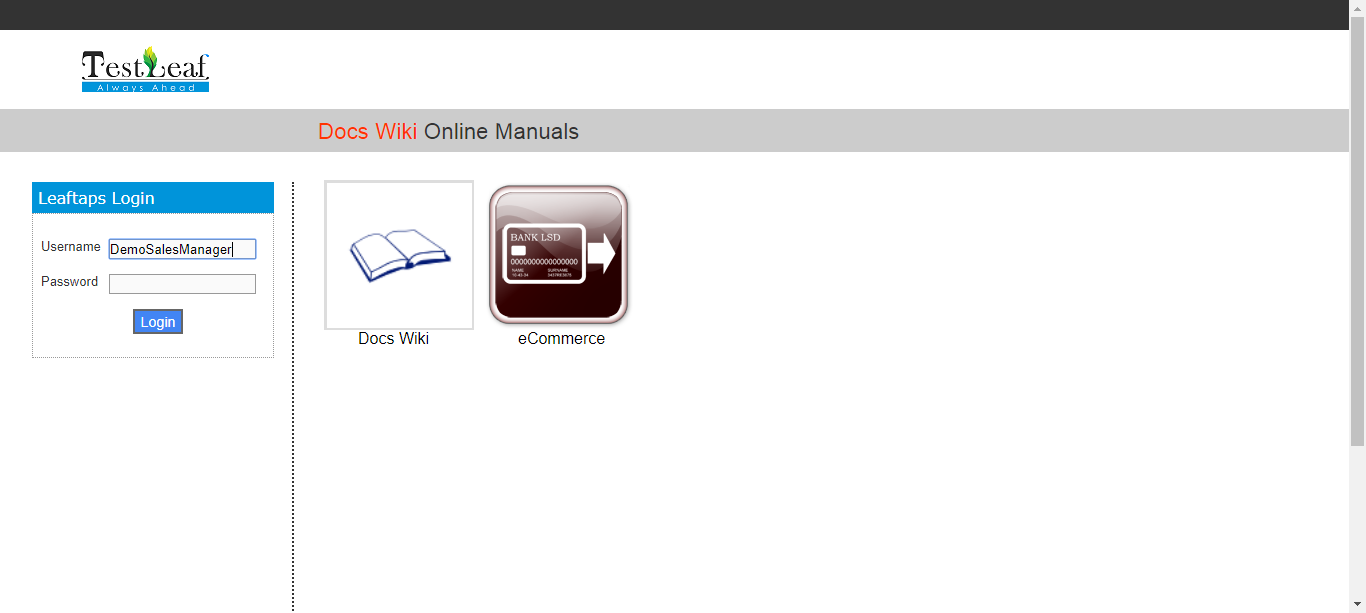 TestLeaf
Always Ahead
Docs Wiki Online Manuals
Leaftaps Login
Username DemoSalesManager
Password
Login
BANK LSD
0000000000000000
NAME SURNAME
Docs Wiki
eCommerce